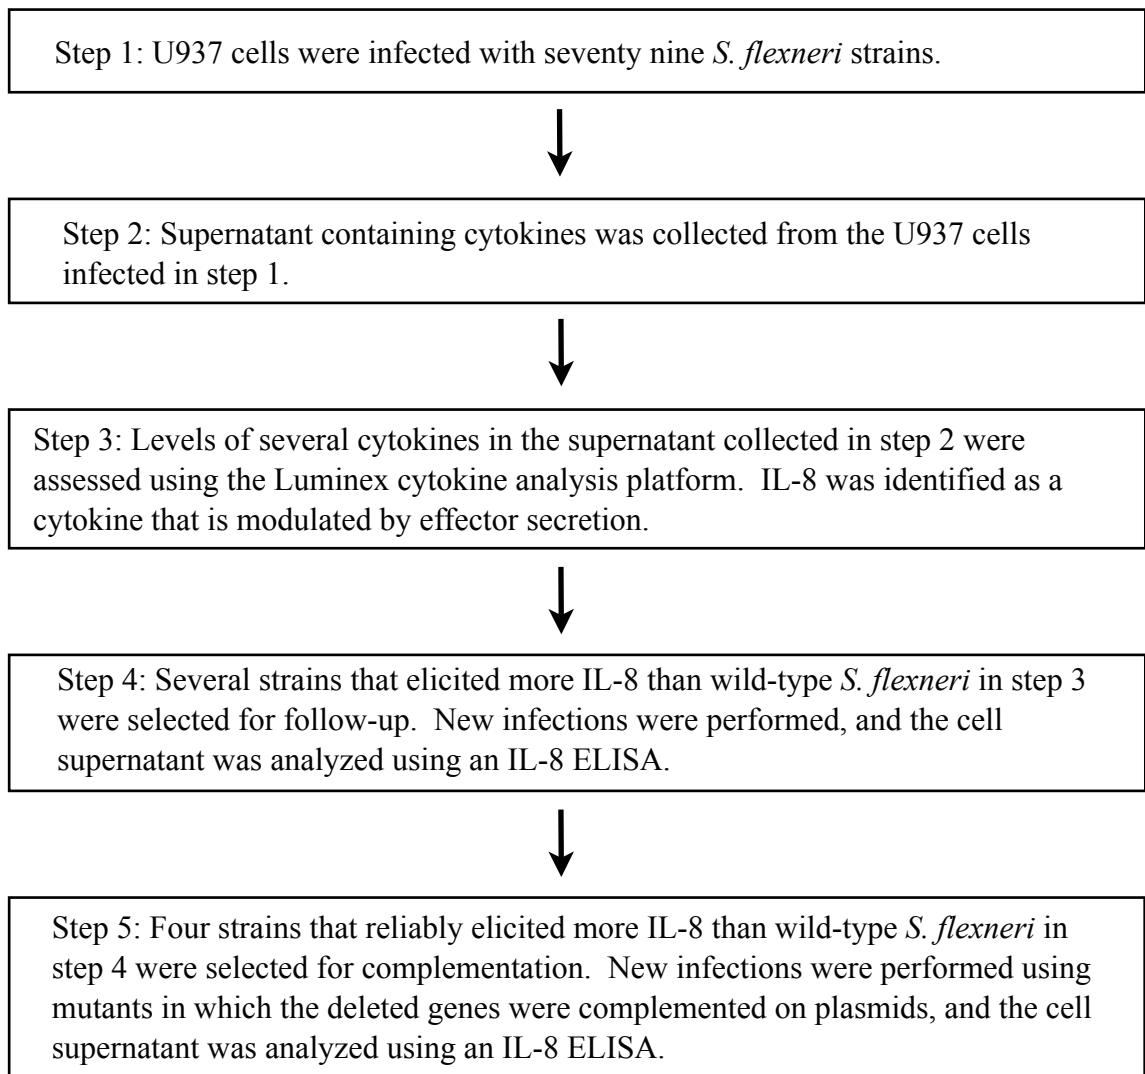 Step 1: U937 cells were infected with seventy nine S. flexneri strains.
Step 2: Supernatant containing cytokines was collected from the U937 cells
infected in step 1.
Step 3: Levels of several cytokines in the supernatant collected in step 2 were
assessed using the Luminex cytokine analysis platform.  IL-8 was identified as a
cytokine that is modulated by effector secretion.
Step 4: Several strains that elicited more IL-8 than wild-type S. flexneri in step 3
were selected for follow-up.  New infections were performed, and the cell
supernatant was analyzed using an IL-8 ELISA.
Step 5: Four strains that reliably elicited more IL-8 than wild-type S. flexneri in
step 4 were selected for complementation.  New infections were performed using
mutants in which the deleted genes were complemented on plasmids, and the cell
supernatant was analyzed using an IL-8 ELISA.